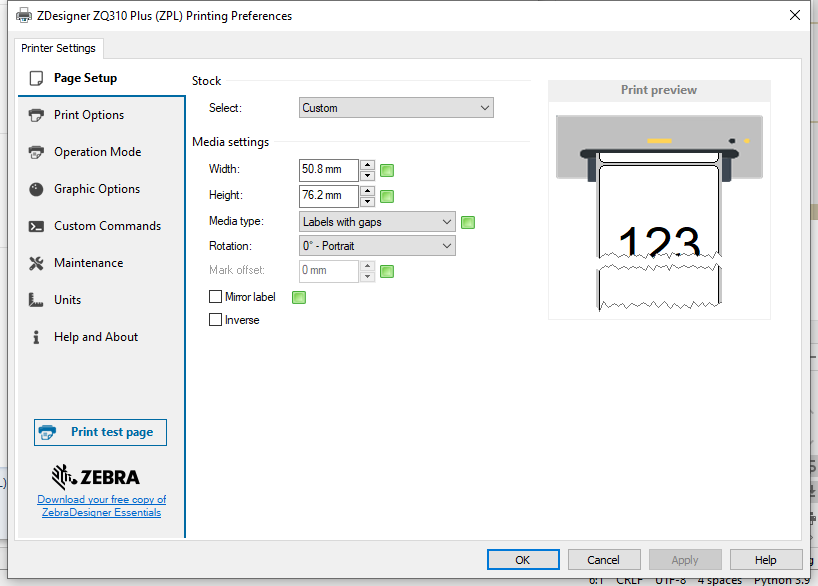 ZDesigner ZQ310 Plus (ZPL) Printing Preferences
Printer Settings
Page Setup
Print Options
Operation Mode
Graphic Options
Custom Commands
Maintenance
Units
Help and About
Print test page
ZEBRA
Download your free copy of
ZebraDesigner Essentials
Stock
Select: Custom
Media settings
Width: 50.8 mm
Height: 76.2 mm
Media type: Labels with gaps
Rotation: 0° - Portrait
Mark offset: 0 mm
Mirror label
Inverse
Print preview
123
OK Cancel Apply Help
6:1 CRLF UTF-8 4 spaces Python 3.9